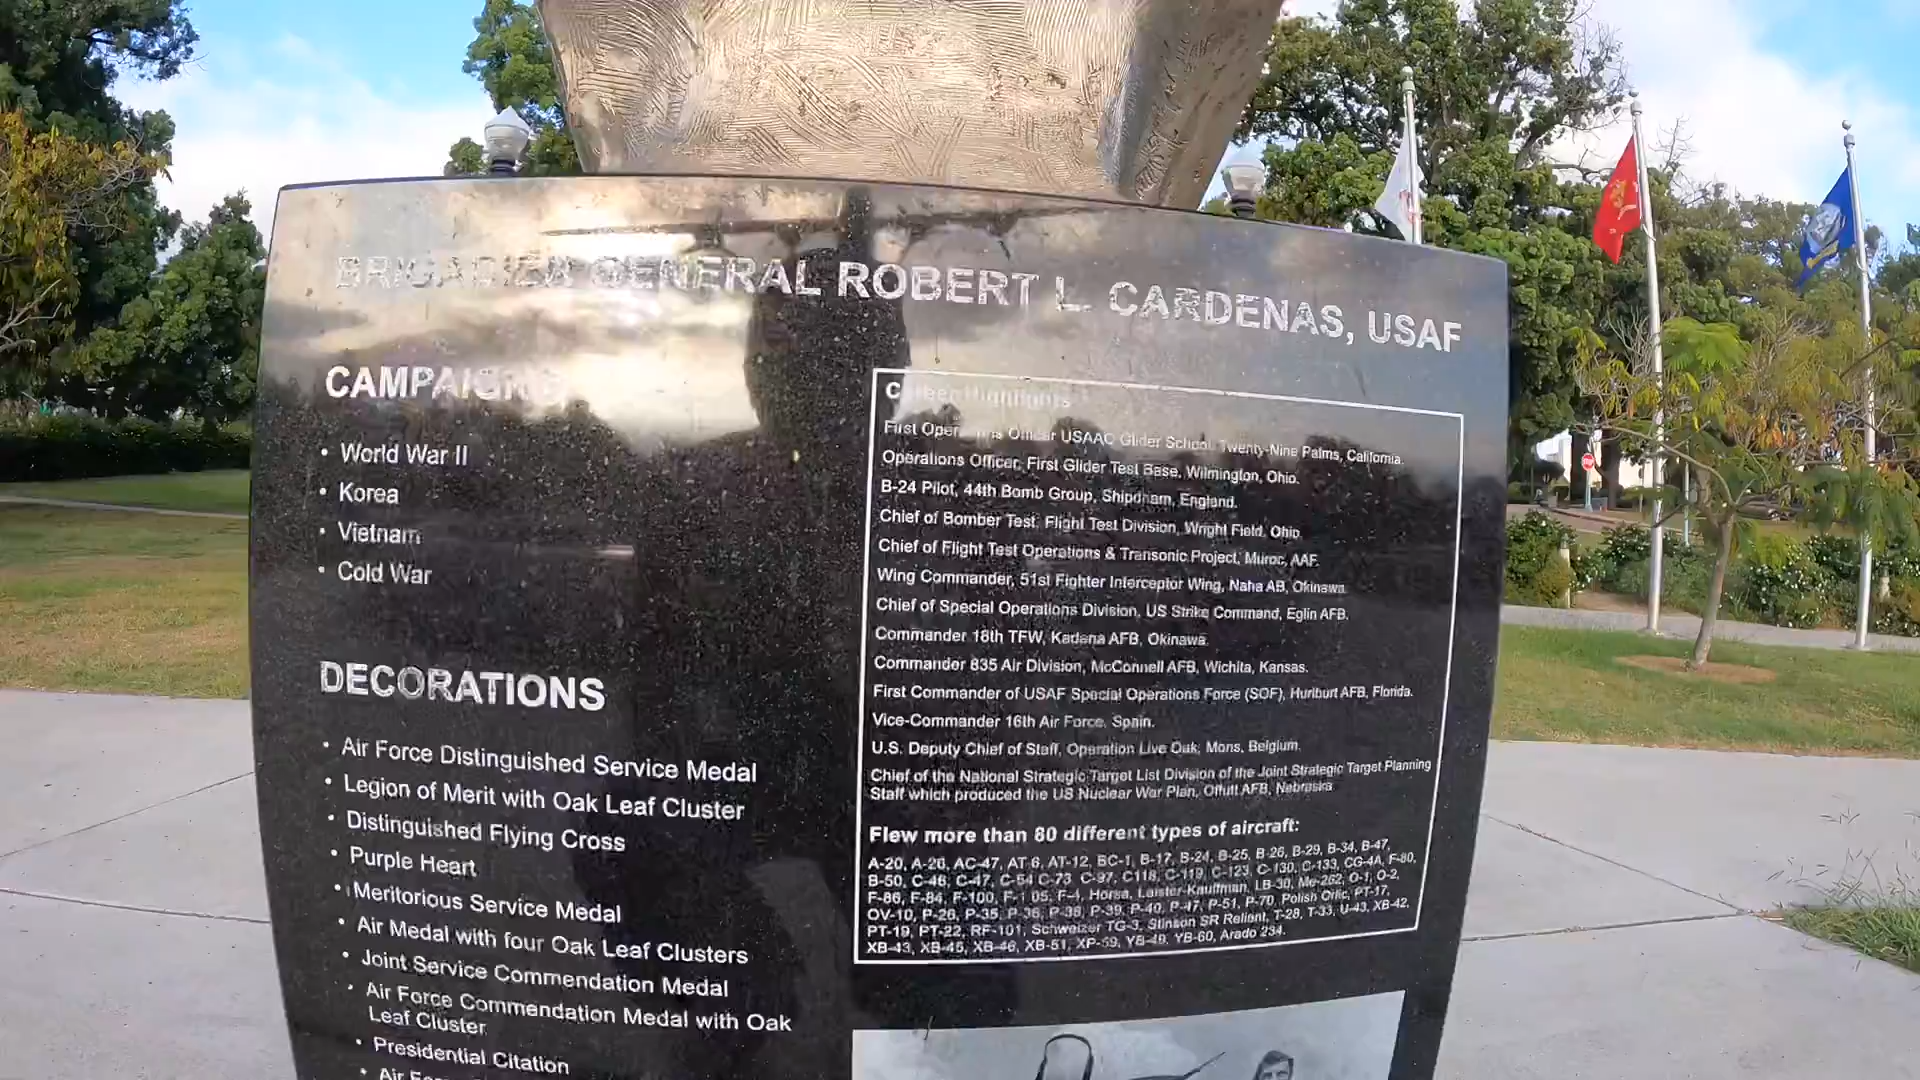 BRIGADIER GENERAL ROBERT L. CARDENAS, USAF
CAMPAIGNS
• World War II
• Korea
• Vietnam
• Cold War
DECORATIONS
• Air Force Distinguished Service Medal
• Legion of Merit with Oak Leaf Cluster
• Distinguished Flying Cross
• Purple Heart
• Meritorious Service Medal
• Air Medal with four Oak Leaf Clusters
• Joint Service Commendation Medal
• Air Force Commendation Medal with Oak
Leaf Cluster
• Presidential Citation
• Air
Career Highlights
First Operations Officer USAAC Glider School, Twenty-Nine Palms, California.
Operations Officer, First Glider Test Base, Wilmington, Ohio.
B-24 Pilot, 44th Bomb Group, Shipdham, England.
Chief of Bomber Test, Flight Test Division, Wright Field, Ohio.
Chief of Flight Test Operations & Transonic Project, Muroc, AAF.
Wing Commander, 51st Fighter Interceptor Wing, Naha AB, Okinawa.
Chief of Special Operations Division, US Strike Command, Eglin AFB.
Commander 18th TFW, Kadena AFB, Okinawa.
Commander 835 Air Division, McConnell AFB, Wichita, Kansas.
First Commander of USAF Special Operations Force (SOF), Hurlburt AFB, Florida.
Vice-Commander 16th Air Force, Spain.
U.S. Deputy Chief of Staff, Operation Live Oak, Mons, Belgium.
Chief of the National Strategic Target List Division of the Joint Strategic Target Planning
Staff which produced the US Nuclear War Plan, Offutt AFB, Nebraska
Flew more than 80 different types of aircraft:
A-20, A-26, AC-47, AT-6, AT-12, BC-1, B-17, B-24, B-25, B-26, B-29, B-34, B-47,
B-50, C-46, C-47, C-54 C-73 C-97, C118, C-119, C-123, C-130, C-133, CG-4A, F-80,
F-86, F-84, F-100, F-105, F-4, Horsa, Laister-Kauffman, LB-30, Me-262, O-1, O-2,
OV-10, P-26, P-35, P-36, P-38, P-39, P-40, P-47, P-51, P-70, Polish PT-17,
PT-19, PT-22, RF-101, Schweizer TG-3, Stinson SR Reliant, T-28, T-33, U-43, XB-42,
XB-43, XB-45, XB-46, XB-51, XP-59, YB-49, YB-60, Arado 234.